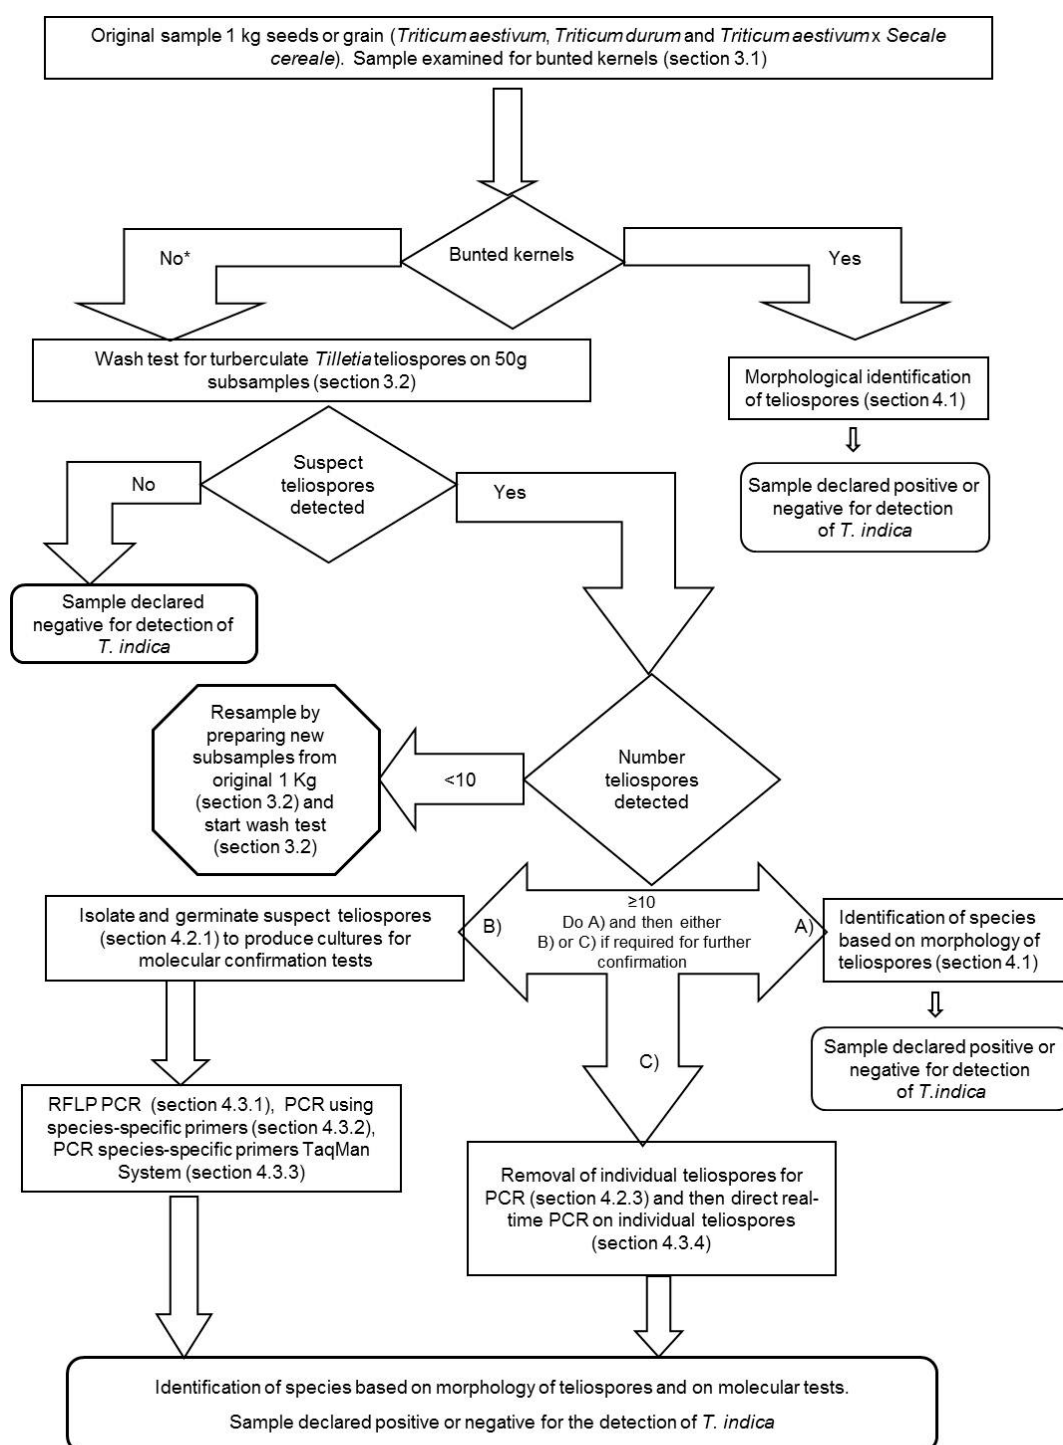 Original sample 1 kg seeds or grain (Triticum aestivum, Triticum durum and Triticum aestivum x Secale
cereale). Sample examined for bunted kernels (section 3.1)
No*
Bunted kernels
Yes
Wash test for turberculate Tilletia teliospores on 50g
subsamples (section 3.2)
Morphological identification
of teliospores (section 4.1)
No
Suspect
teliospores
detected
Yes
Sample declared positive or
negative for detection
of T. indica
Sample declared
negative for detection of
T. indica
Resample by
preparing new
subsamples from
original 1 Kg
(section 3.2) and
start wash test
(section 3.2)
<10
Number
teliospores
detected
Isolate and germinate suspect teliospores
(section 4.2.1) to produce cultures for
molecular confirmation tests
B)
≥10
Do A) and then either
B) or C) if required for further
confirmation
A)
Identification of species
based on morphology of
teliospores (section 4.1)
C)
Sample declared positive or
negative for detection
of T.indica
RFLP PCR (section 4.3.1), PCR using
species-specific primers (section 4.3.2),
PCR species-specific primers TaqMan
System (section 4.3.3)
Removal of individual teliospores for
PCR (section 4.2.3) and then direct real-
time PCR on individual teliospores
(section 4.3.4)
Identification of species based on morphology of teliospores and on molecular tests.
Sample declared positive or negative for the detection of T. indica